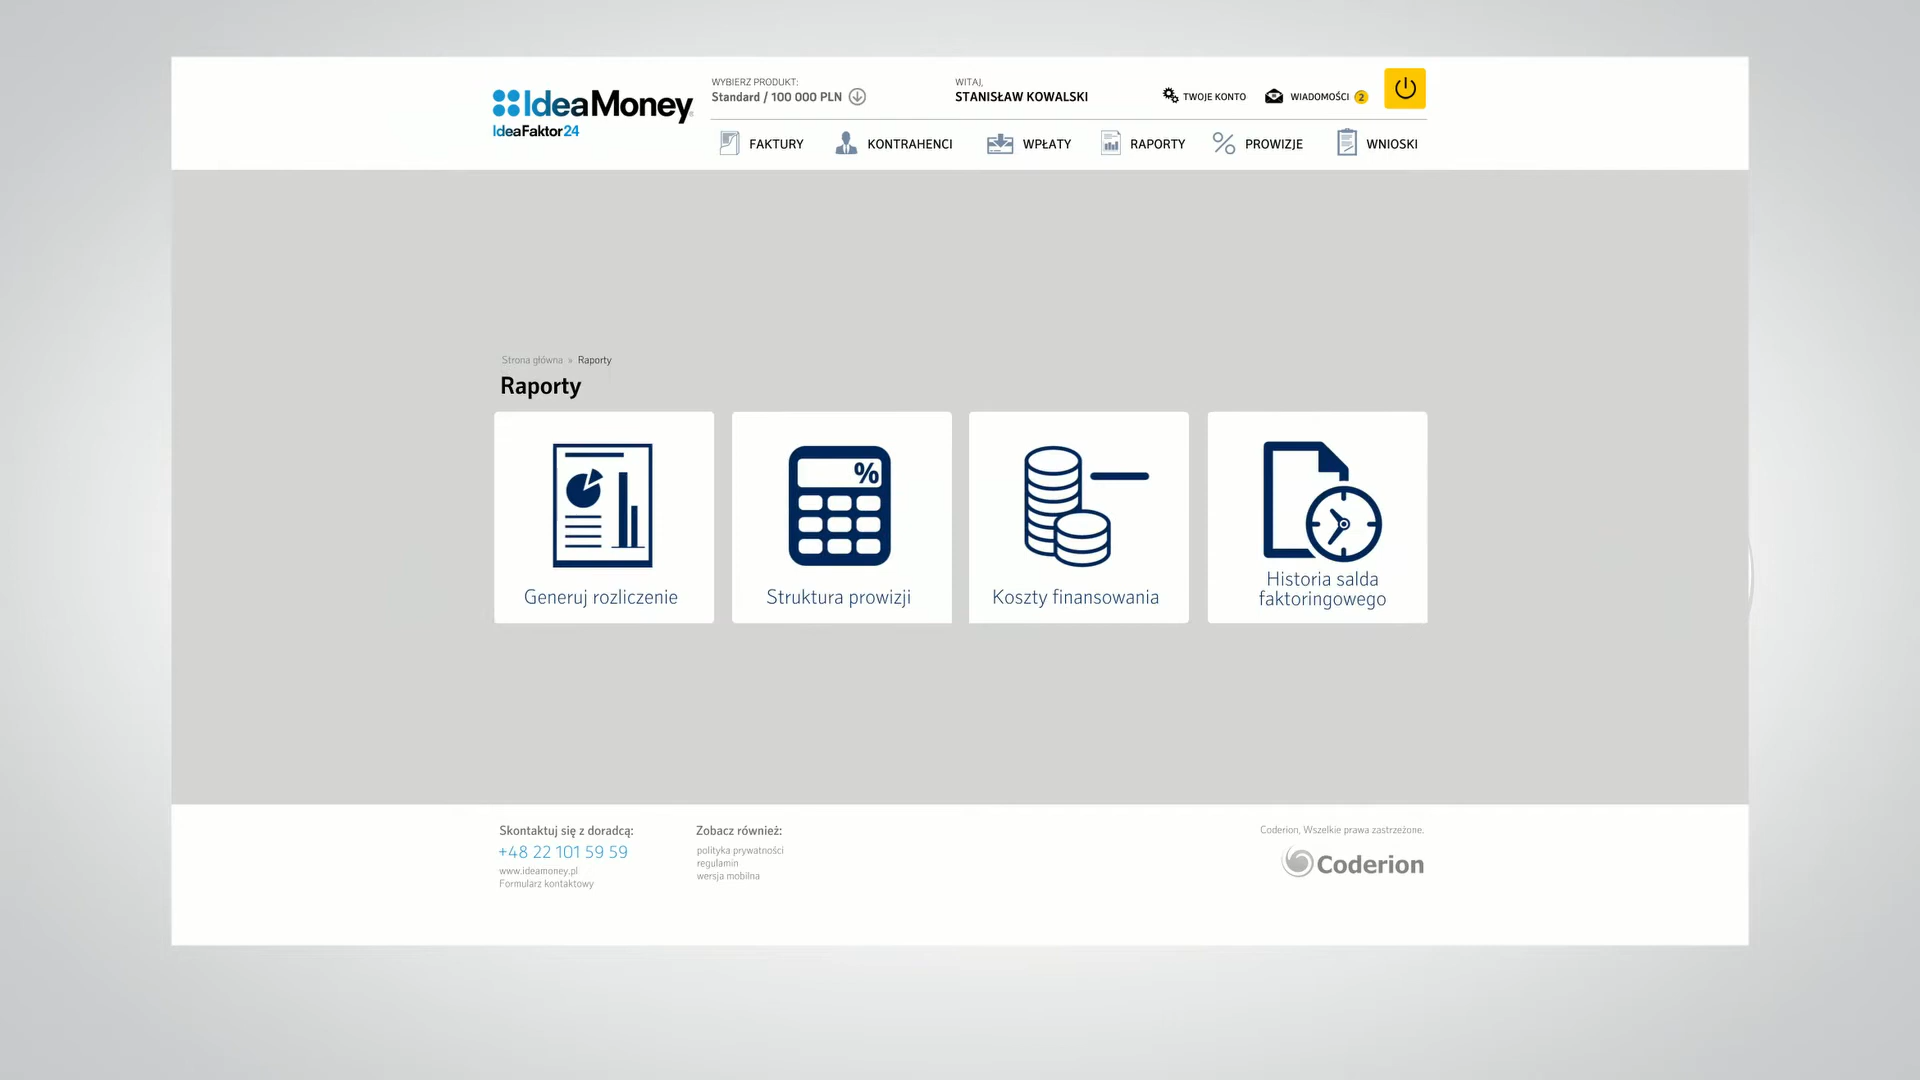 IdeaMoney
IdeaFaktor24
WYBIERZ PRODUKT:
Standard / 100 000 PLN
WITAJ,
STANISŁAW KOWALSKI
TWOJE KONTO
WIADOMOŚCI 2
FAKTURY
KONTRAHENCI
WPŁATY
RAPORTY
PROWIZJE
WNIOSKI
Strona główna » Raporty
Raporty
Generuj rozliczenie
%
Struktura prowizji
Koszty finansowania
Historia salda
faktoringowego
Skontaktuj się z doradcą:
+48 22 101 59 59
www.ideamoney.pl
Formularz kontaktowy
Zobacz również:
polityka prywatności
regulamin
wersja mobilna
Coderion, Wszelkie prawa zastrzeżone.
Coderion